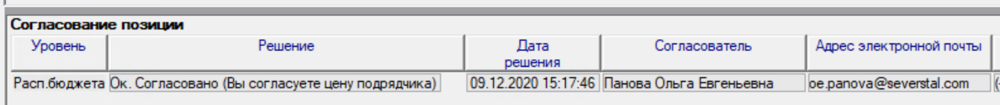 Согласование позиции
Уровень Решение Дата решения Согласователь Адрес электронной почты
Расп.бюджета Ок. Согласовано (Вы согласуете цену подрядчика) 09.12.2020 15:17:46 Панова Ольга Евгеньевна oe.panova@severstal.com